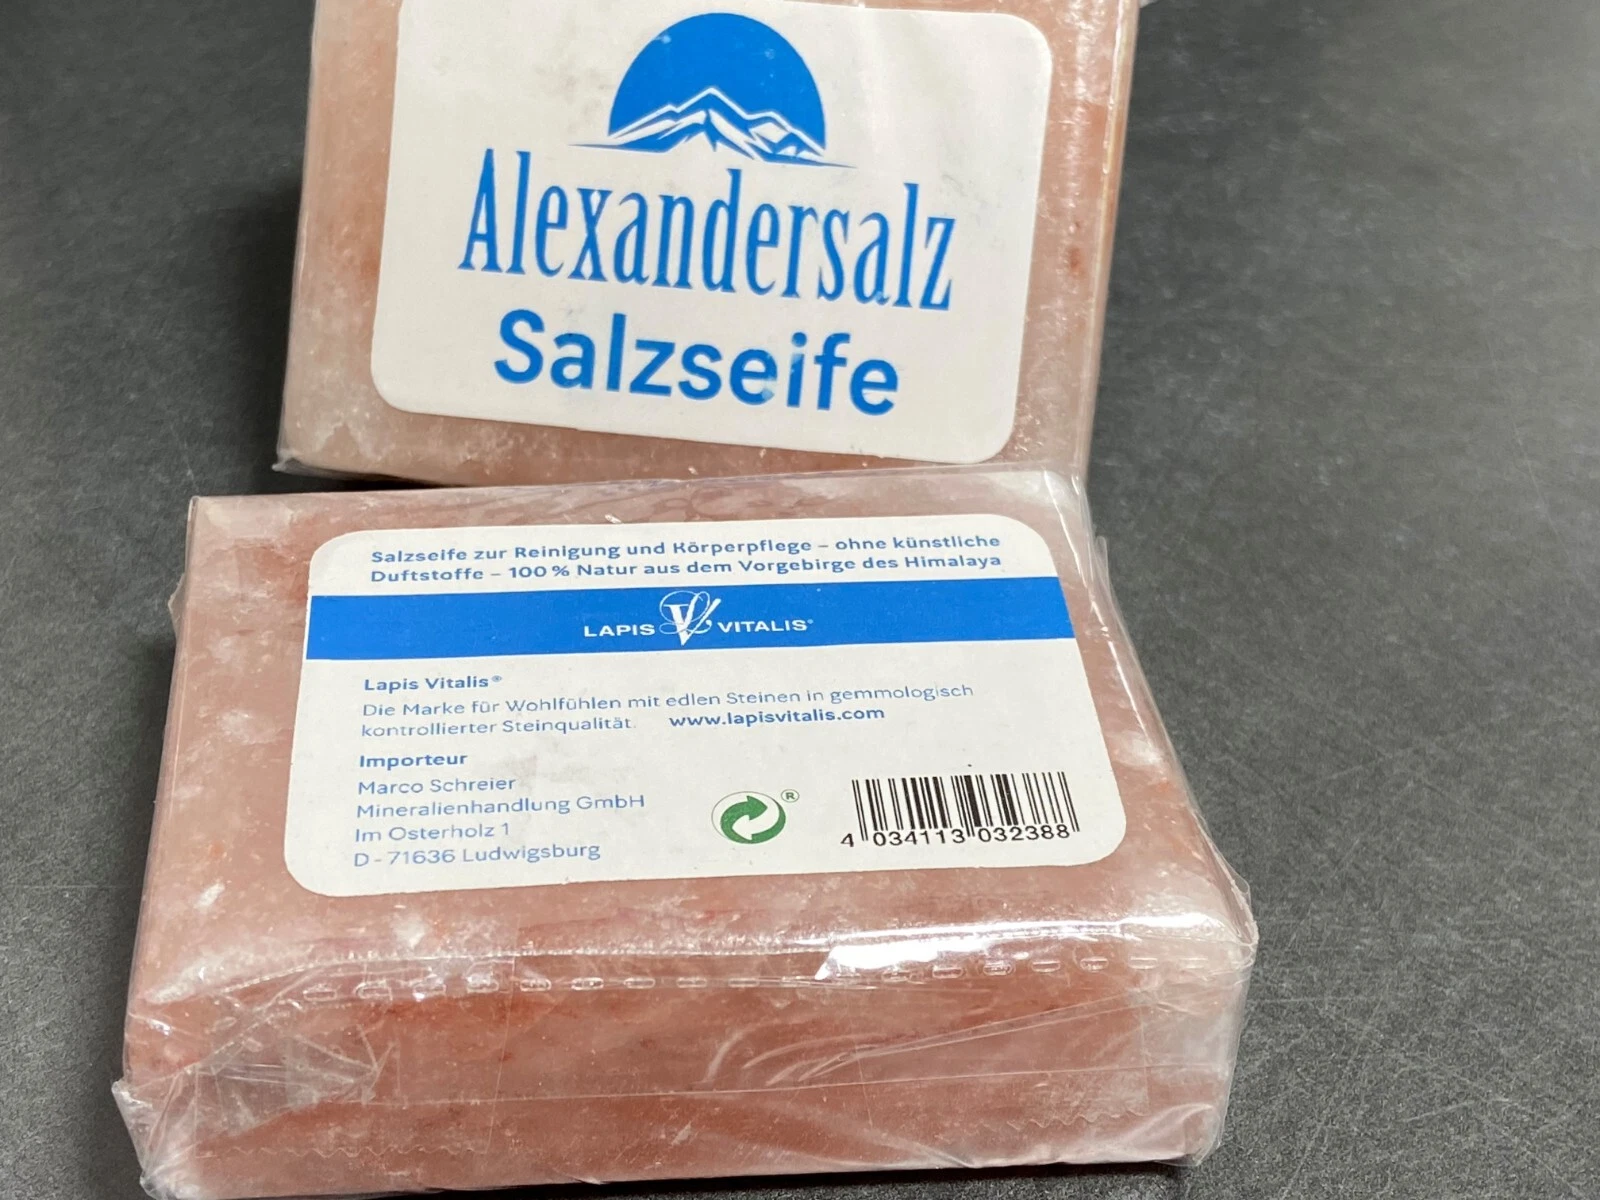 Alexandersalz
Salzseife
Salzseife zur Reinigung und Körperpflege – ohne künstliche
Duftstoffe – 100 % Natur aus dem Vorgebirge des Himalaya
LAPIS V VITALIS®
Lapis Vitalis®
Die Marke für Wohlfühlen mit edlen Steinen in gemmologisch
kontrollierter Steinqualität. www.lapisvitalis.com
Importeur
Marco Schreier
Mineralienhandlung GmbH
Im Osterholz 1
D - 71636 Ludwigsburg
®
4 034113 032388